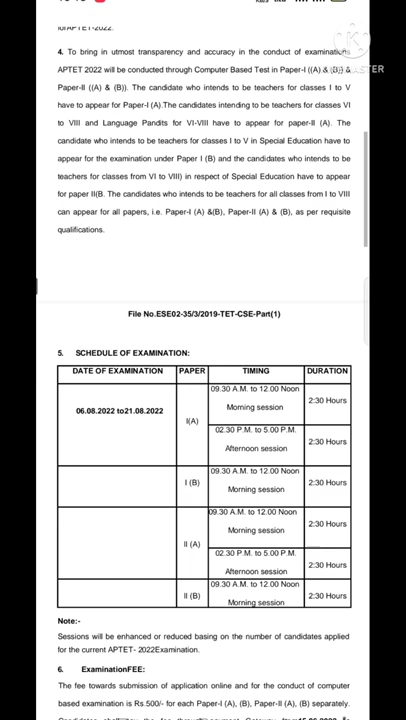 4. To bring in utmost transparency and accuracy in the conduct of examinations
APTET 2022 will be conducted through Computer Based Test in Paper-I ((A) & (B)) &
Paper-II ((A) & (B)). The candidate who intends to be teachers for classes I to V
have to appear for Paper-I (A).The candidates intending to be teachers for classes VI
to VIII and Language Pandits for VI-VIII have to appear for paper-II (A). The
candidate who intends to be teachers for classes I to V in Special Education have to
appear for the examination under Paper I (B) and the candidates who intends to be
teachers for classes from VI to VIII) in respect of Special Education have to appear
for paper II(B. The candidates who intends to be teachers for all classes from I to VIII
can appear for all papers, i.e. Paper-I (A) &(B), Paper-II (A) & (B), as per requisite
qualifications.
File No.ESE02-35/3/2019-TET-CSE-Part(1)
5. SCHEDULE OF EXAMINATION:
DATE OF EXAMINATION PAPER TIMING DURATION
06.08.2022 to21.08.2022 I(A) 09.30 A.M. to 12.00 Noon
Morning session 2:30 Hours
02.30 P.M. to 5.00 P.M.
Afternoon session 2:30 Hours
I (B) 09.30 A.M. to 12.00 Noon
Morning session 2:30 Hours
II (A) 09.30 A.M. to 12.00 Noon
Morning session 2:30 Hours
02.30 P.M. to 5.00 P.M.
Afternoon session 2:30 Hours
II (B) 09.30 A.M. to 12.00 Noon
Morning session 2:30 Hours
Note:-
Sessions will be enhanced or reduced basing on the number of candidates applied
for the current APTET- 2022Examination.
6. ExaminationFEE:
The fee towards submission of application online and for the conduct of computer
based examination is Rs.500/- for each Paper-I (A), (B), Paper-II (A), (B) separately.